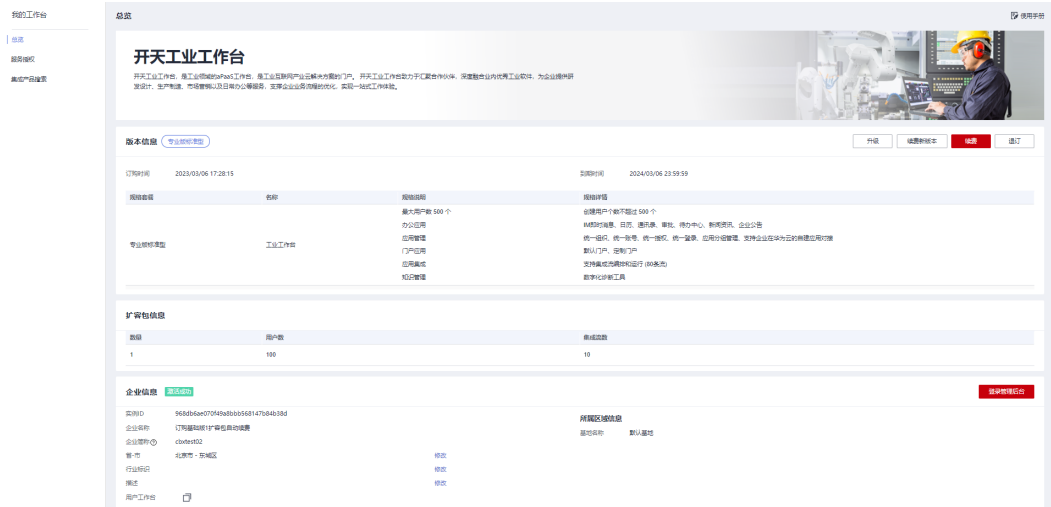 我的工作台
总览
服务授权
集成产品搜索
总览
使用手册
开天工业工作台
开天工业工作台，是工业领域的aPaaS工作台，是工业互联网产业云解决方案的门户。 开天工业工作台致力于汇聚合作伙伴，深度融合业内优秀工业软件，为企业提供研
发设计、生产制造、市场营销以及日常办公等服务，支撑企业业务流程的优化，实现一站式工作体验。
版本信息 专业版标准型
升级 续费新版本 续费 退订
订购时间 2023/03/06 17:28:15 到期时间 2024/03/06 23:59:59
规格套餐 名称 规格说明 规格详情
最大用户数 500 个 创建用户个数不超过 500 个
办公应用 IM即时消息、日历、通讯录、审批、待办中心、新闻资讯、企业公告
应用管理 统一组织、统一账号、统一授权、统一登录、应用分组管理、支持企业在华为云的自建应用对接
专业版标准型 工业工作台
门户应用 默认门户、定制门户
应用集成 支持集成流编排和运行 (80条流)
知识管理 数字化诊断工具
扩容包信息
数量 用户数 集成流数
1 100 10
企业信息 激活成功
登录管理后台
实例ID 968db6ae070f49a8bbb568147b84b38d
所属区域信息
企业名称 订购基础版1扩容包自动续费
基地名称 默认基地
企业简称 cbxtest02
省-市 北京市 - 东城区 修改
行业标识 修改
描述 修改
用户工作台